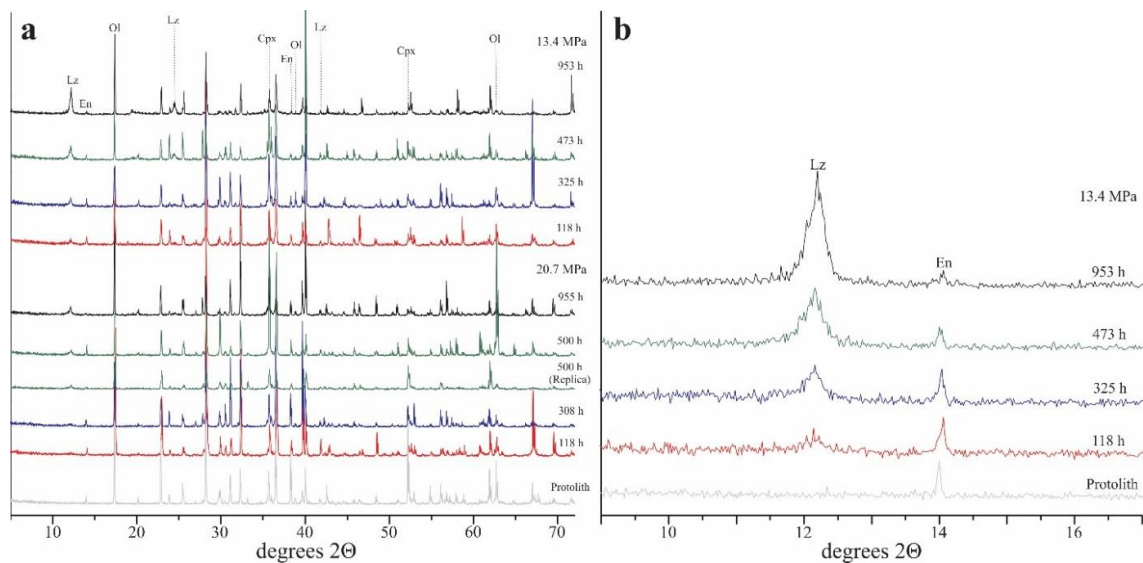 a
Lz
En
Ol
Lz
Cpx
En
Ol
Lz
Cpx
Ol
13.4 MPa
953 h
473 h
325 h
118 h
20.7 MPa
955 h
500 h
500 h
(Replica)
308 h
118 h
Protolith
10 20 30 40 50 60 70
degrees 2Θ
b
Lz
En
13.4 MPa
953 h
473 h
325 h
118 h
Protolith
10 12 14 16 17
degrees 2Θ